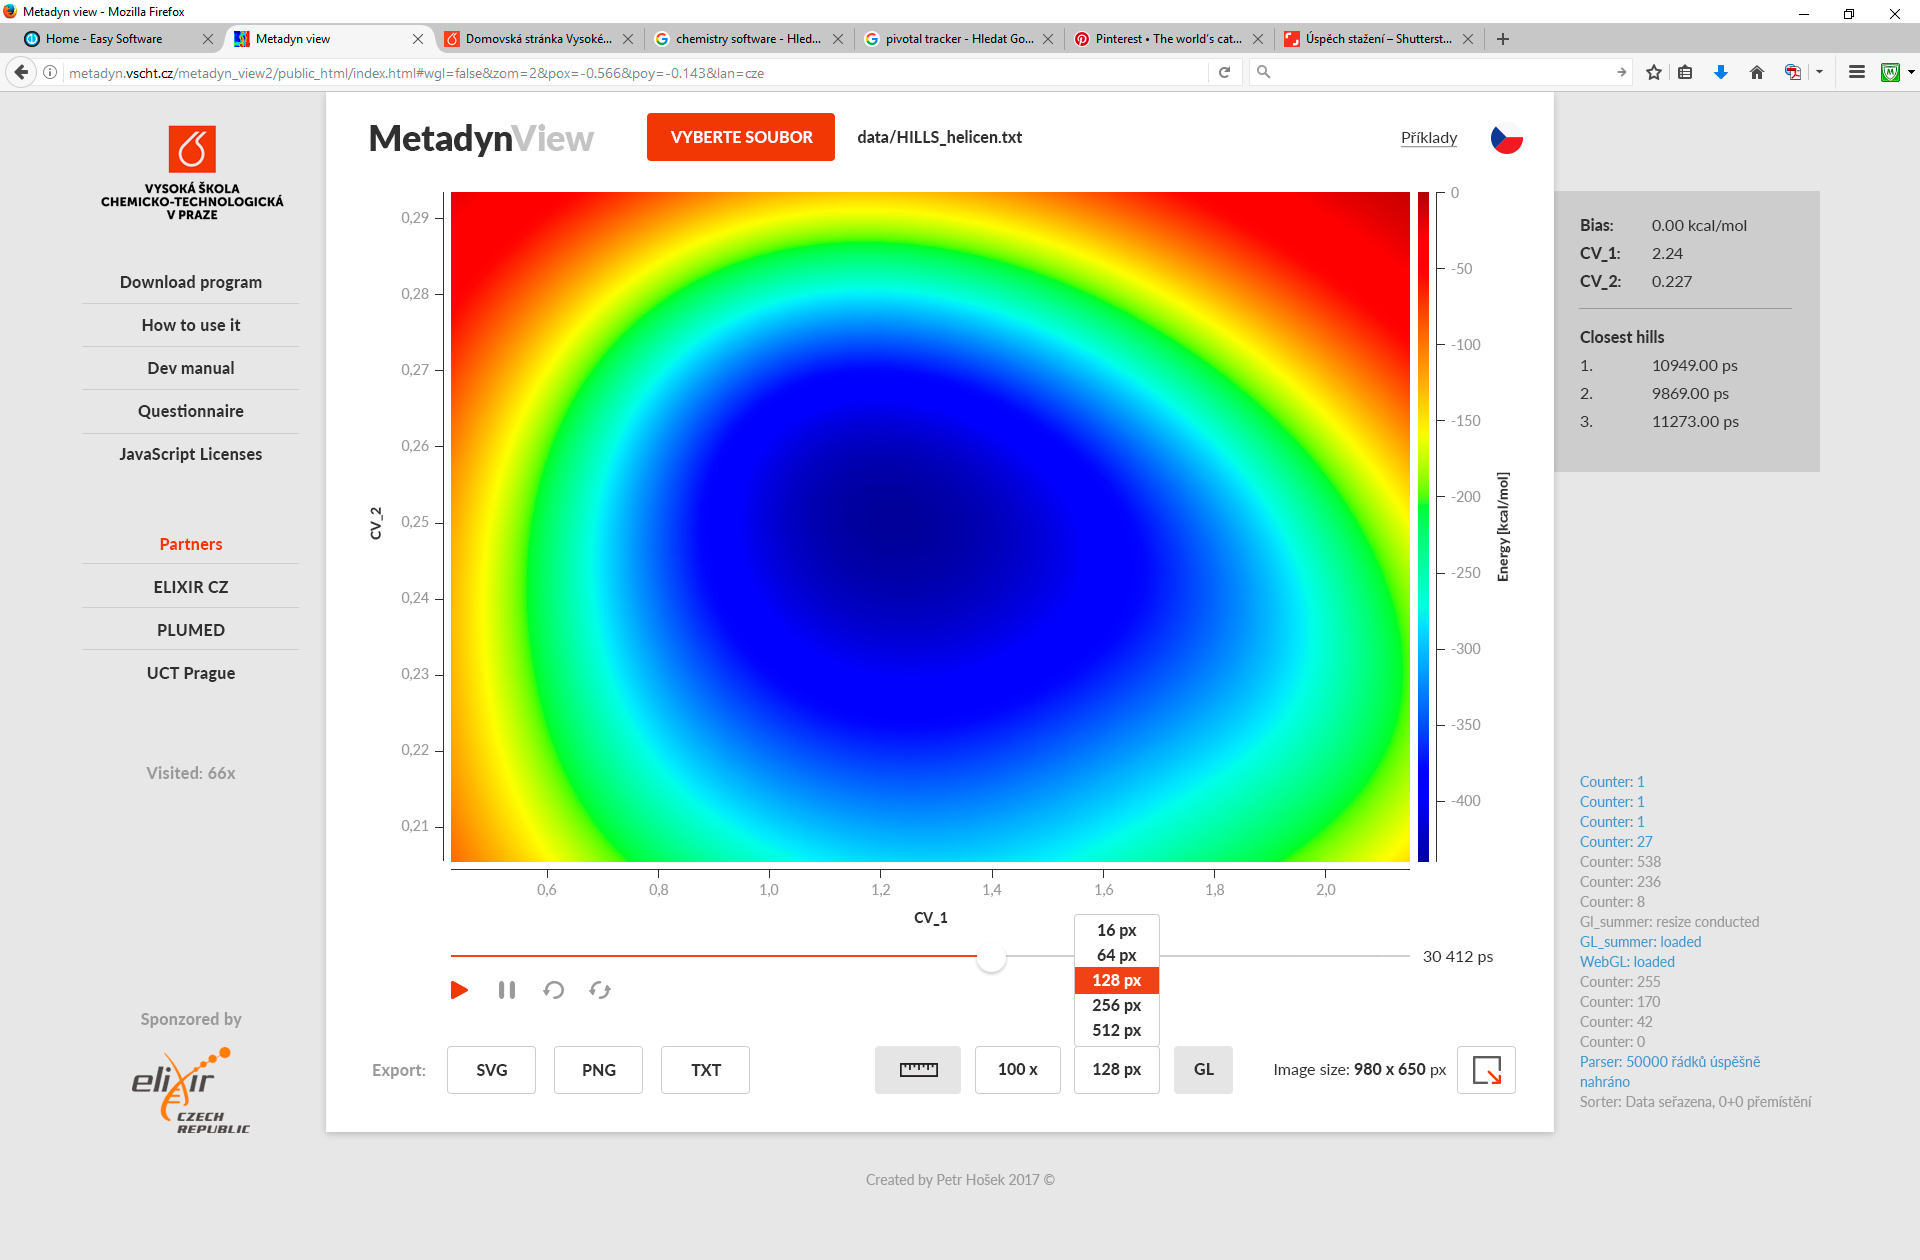 Metadyn view - Mozilla Firefox
Home - Easy Software
Metadyn view
Domovská stránka Vysoké...
chemistry software - Hled...
pivotal tracker - Hledat Go...
Pinterest • The world's cat...
Úspěch stažení – Shutterst...
metadyn.vscht.cz/metadyn_view2/public_html/index.html#wgl=false&zom=2&pox=-0.566&poy=-0.143&lan=cze
VYSOKÁ ŠKOLA
CHEMICKO-TECHNOLOGICKÁ
V PRAZE
Download program
How to use it
Dev manual
Questionnaire
JavaScript Licenses
Partners
ELIXIR CZ
PLUMED
UCT Prague
Visited: 66x
Sponzored by
elixir
CZECH
REPUBLIC
MetadynView
VYBERTE SOUBOR
data/HILLS_helicen.txt
Příklady
0,29
0,28
0,27
0,26
0,25
0,24
0,23
0,22
0,21
CV_2
0,6
0,8
1,0
1,2
1,4
1,6
1,8
2,0
CV_1
0
-50
-100
-150
-200
-250
-300
-350
-400
Energy [kcal/mol]
16 px
64 px
128 px
256 px
512 px
30 412 ps
Export:
SVG
PNG
TXT
100 x
128 px
GL
Image size: 980 x 650 px
Bias: 0.00 kcal/mol
CV_1: 2.24
CV_2: 0.227
Closest hills
1. 10949.00 ps
2. 9869.00 ps
3. 11273.00 ps
Counter: 1
Counter: 1
Counter: 1
Counter: 27
Counter: 538
Counter: 236
Counter: 8
Gl_summer: resize conducted
GL_summer: loaded
WebGL: loaded
Counter: 255
Counter: 170
Counter: 42
Counter: 0
Parser: 50000 řádků úspěšně
nahráno
Sorter: Data seřazena, 0+0 přemístění
Created by Petr Hošek 2017 ©